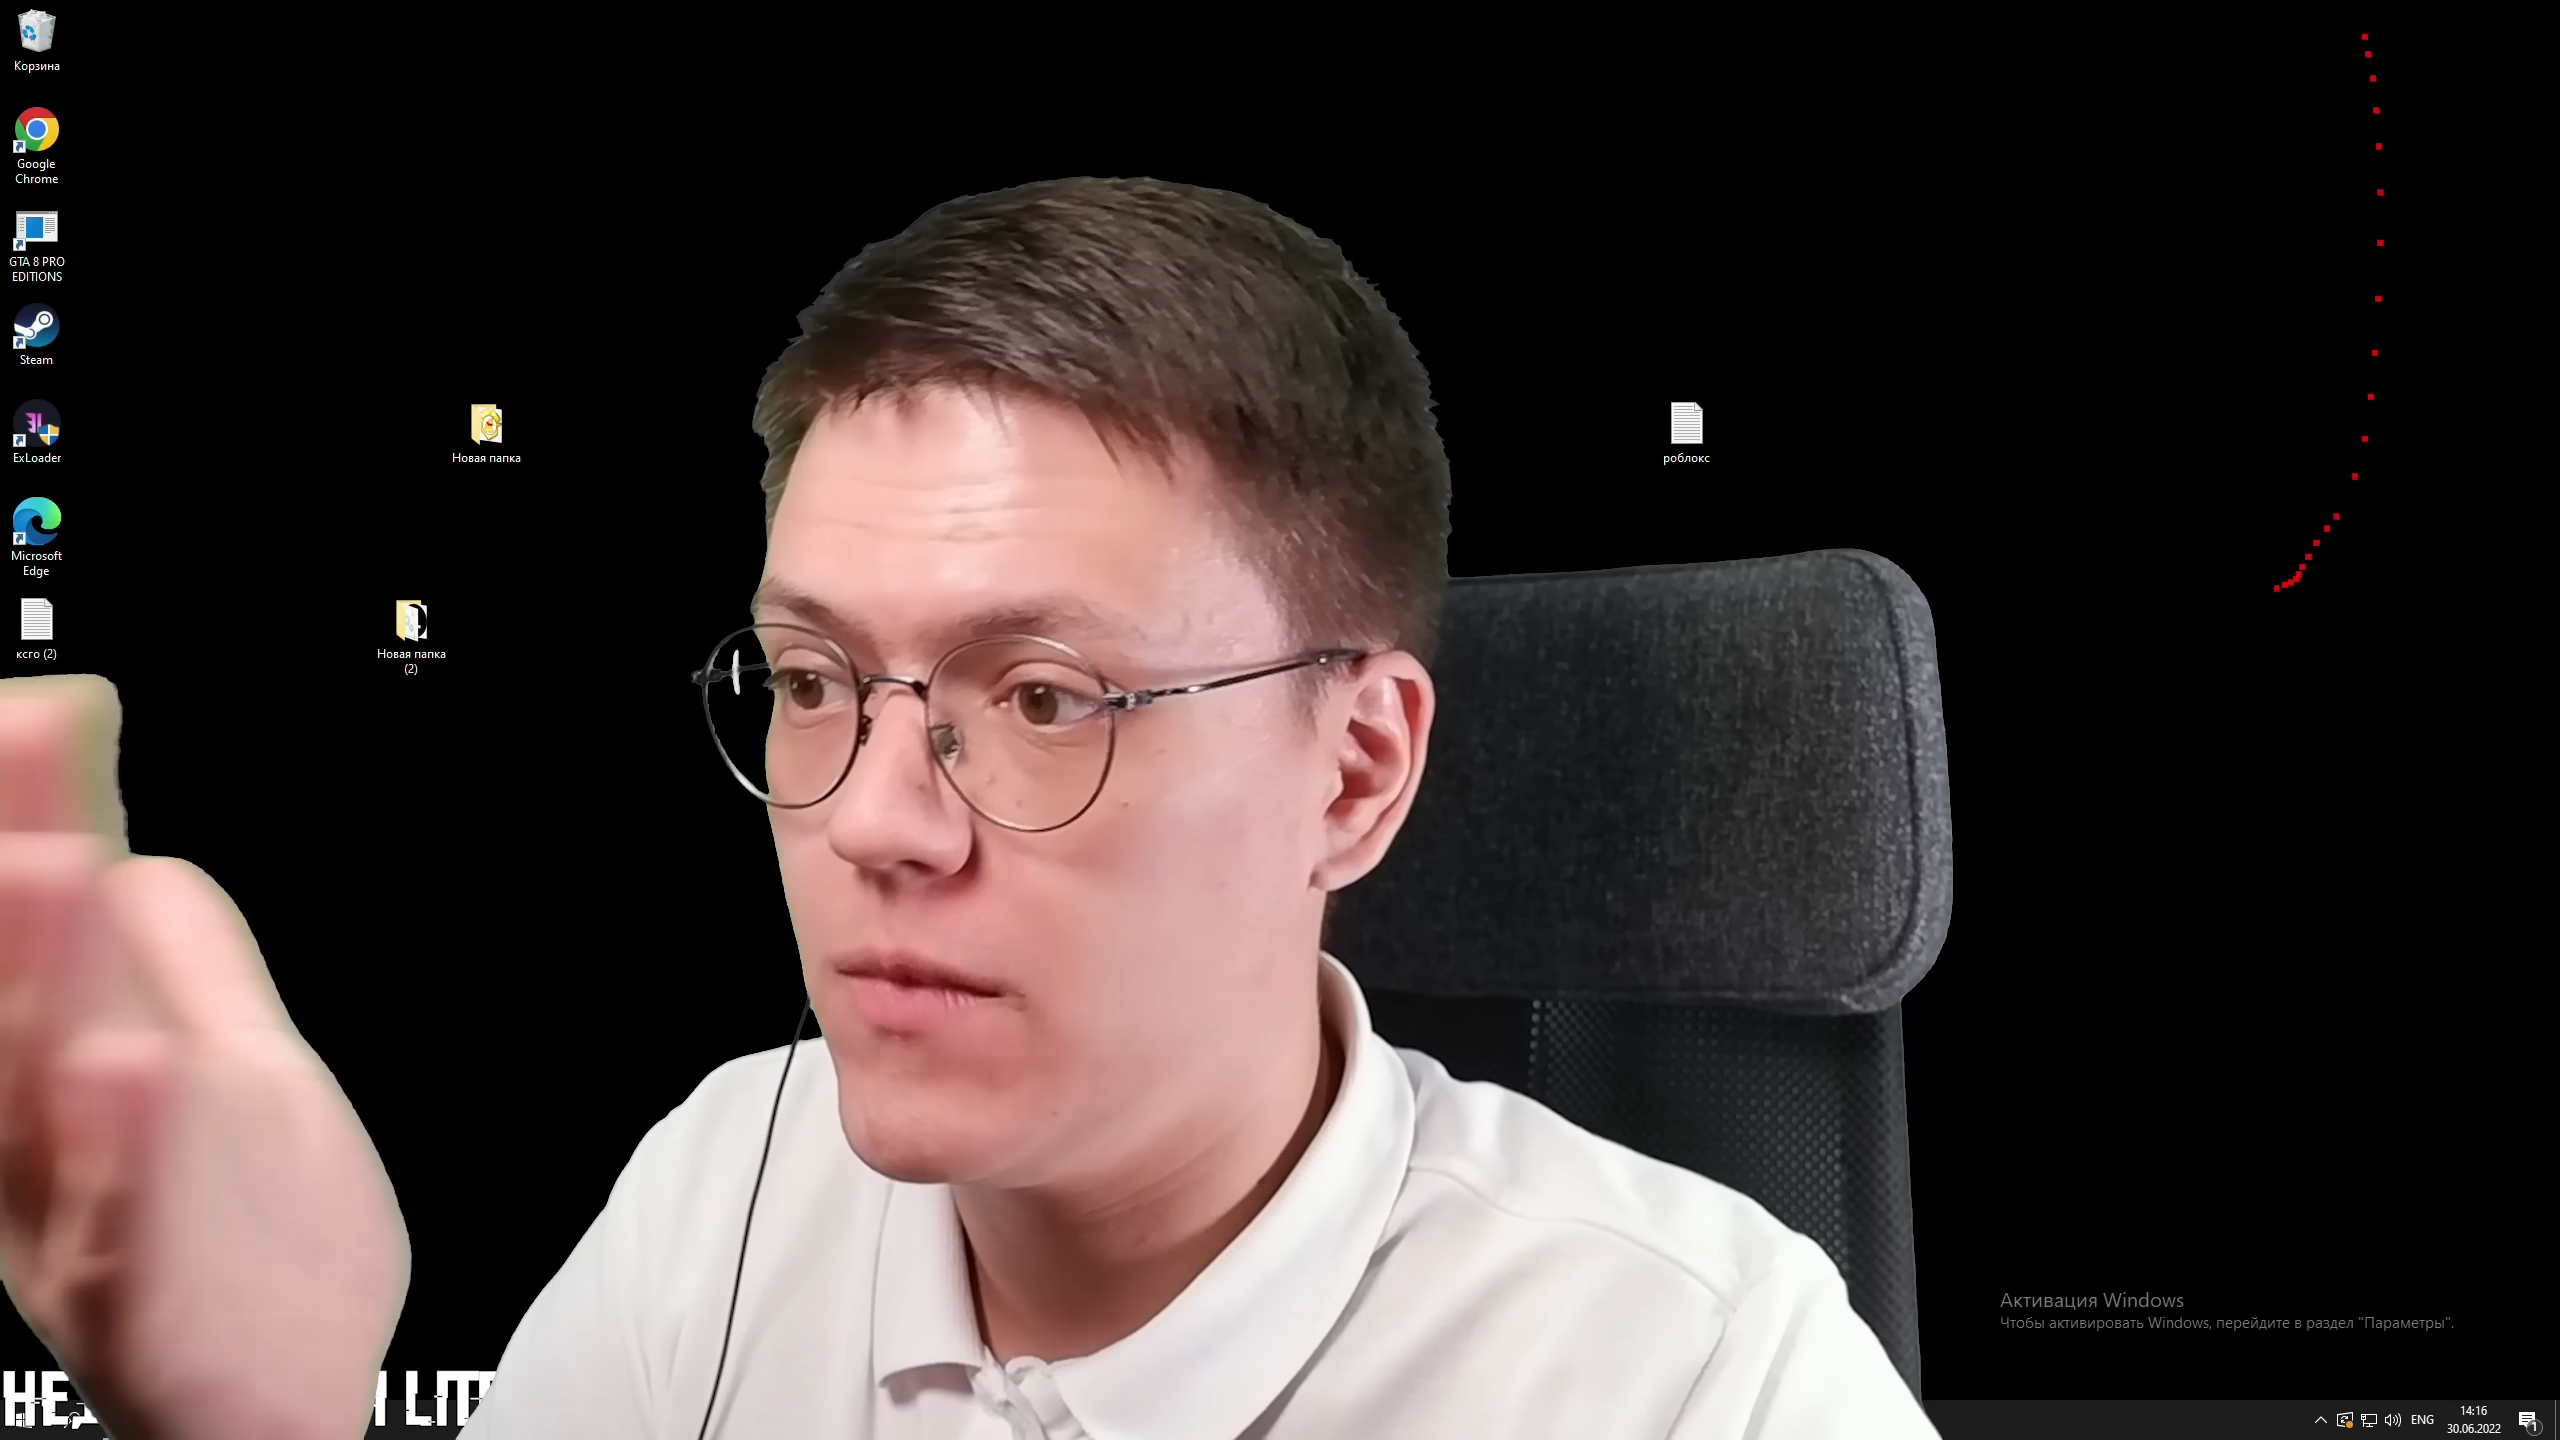 Корзина
Google
Chrome
GTA 8 PRO
EDITIONS
Steam
ExLoader
Microsoft
Edge
ксго (2)
Новая папка
Новая папка
(2)
роблокс
Активация Windows
Чтобы активировать Windows, перейдите в раздел "Параметры".
ENG
14:16
30.06.2022
1